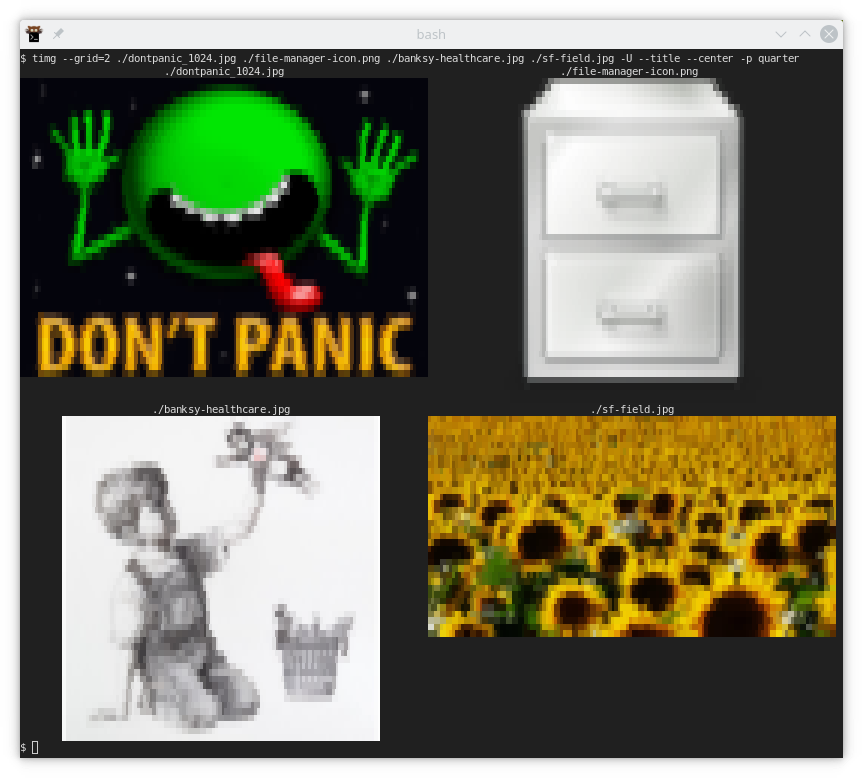 bash
$ timg --grid=2 ./dontpanic_1024.jpg ./file-manager-icon.png ./banksy-healthcare.jpg ./sf-field.jpg -U --title --center -p quarter
./dontpanic_1024.jpg ./file-manager-icon.png
DON'T PANIC
./banksy-healthcare.jpg ./sf-field.jpg
$